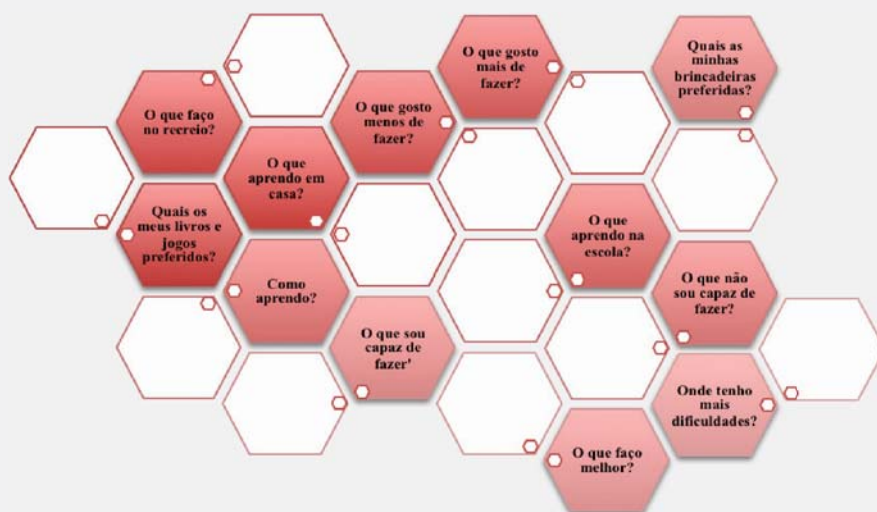 O que gosto
mais de
fazer?
Quais as
minhas
brincadeiras
preferidas?
O que faço
no recreio?
O que gosto
menos de
fazer?
O que
aprendo em
casa?
Quais os
meus livros e
jogos
preferidos?
O que
aprendo na
escola?
Como
aprendo?
O que não
sou capaz de
fazer?
O que sou
capaz de
fazer'
Onde tenho
mais
dificuldades?
O que faço
melhor?